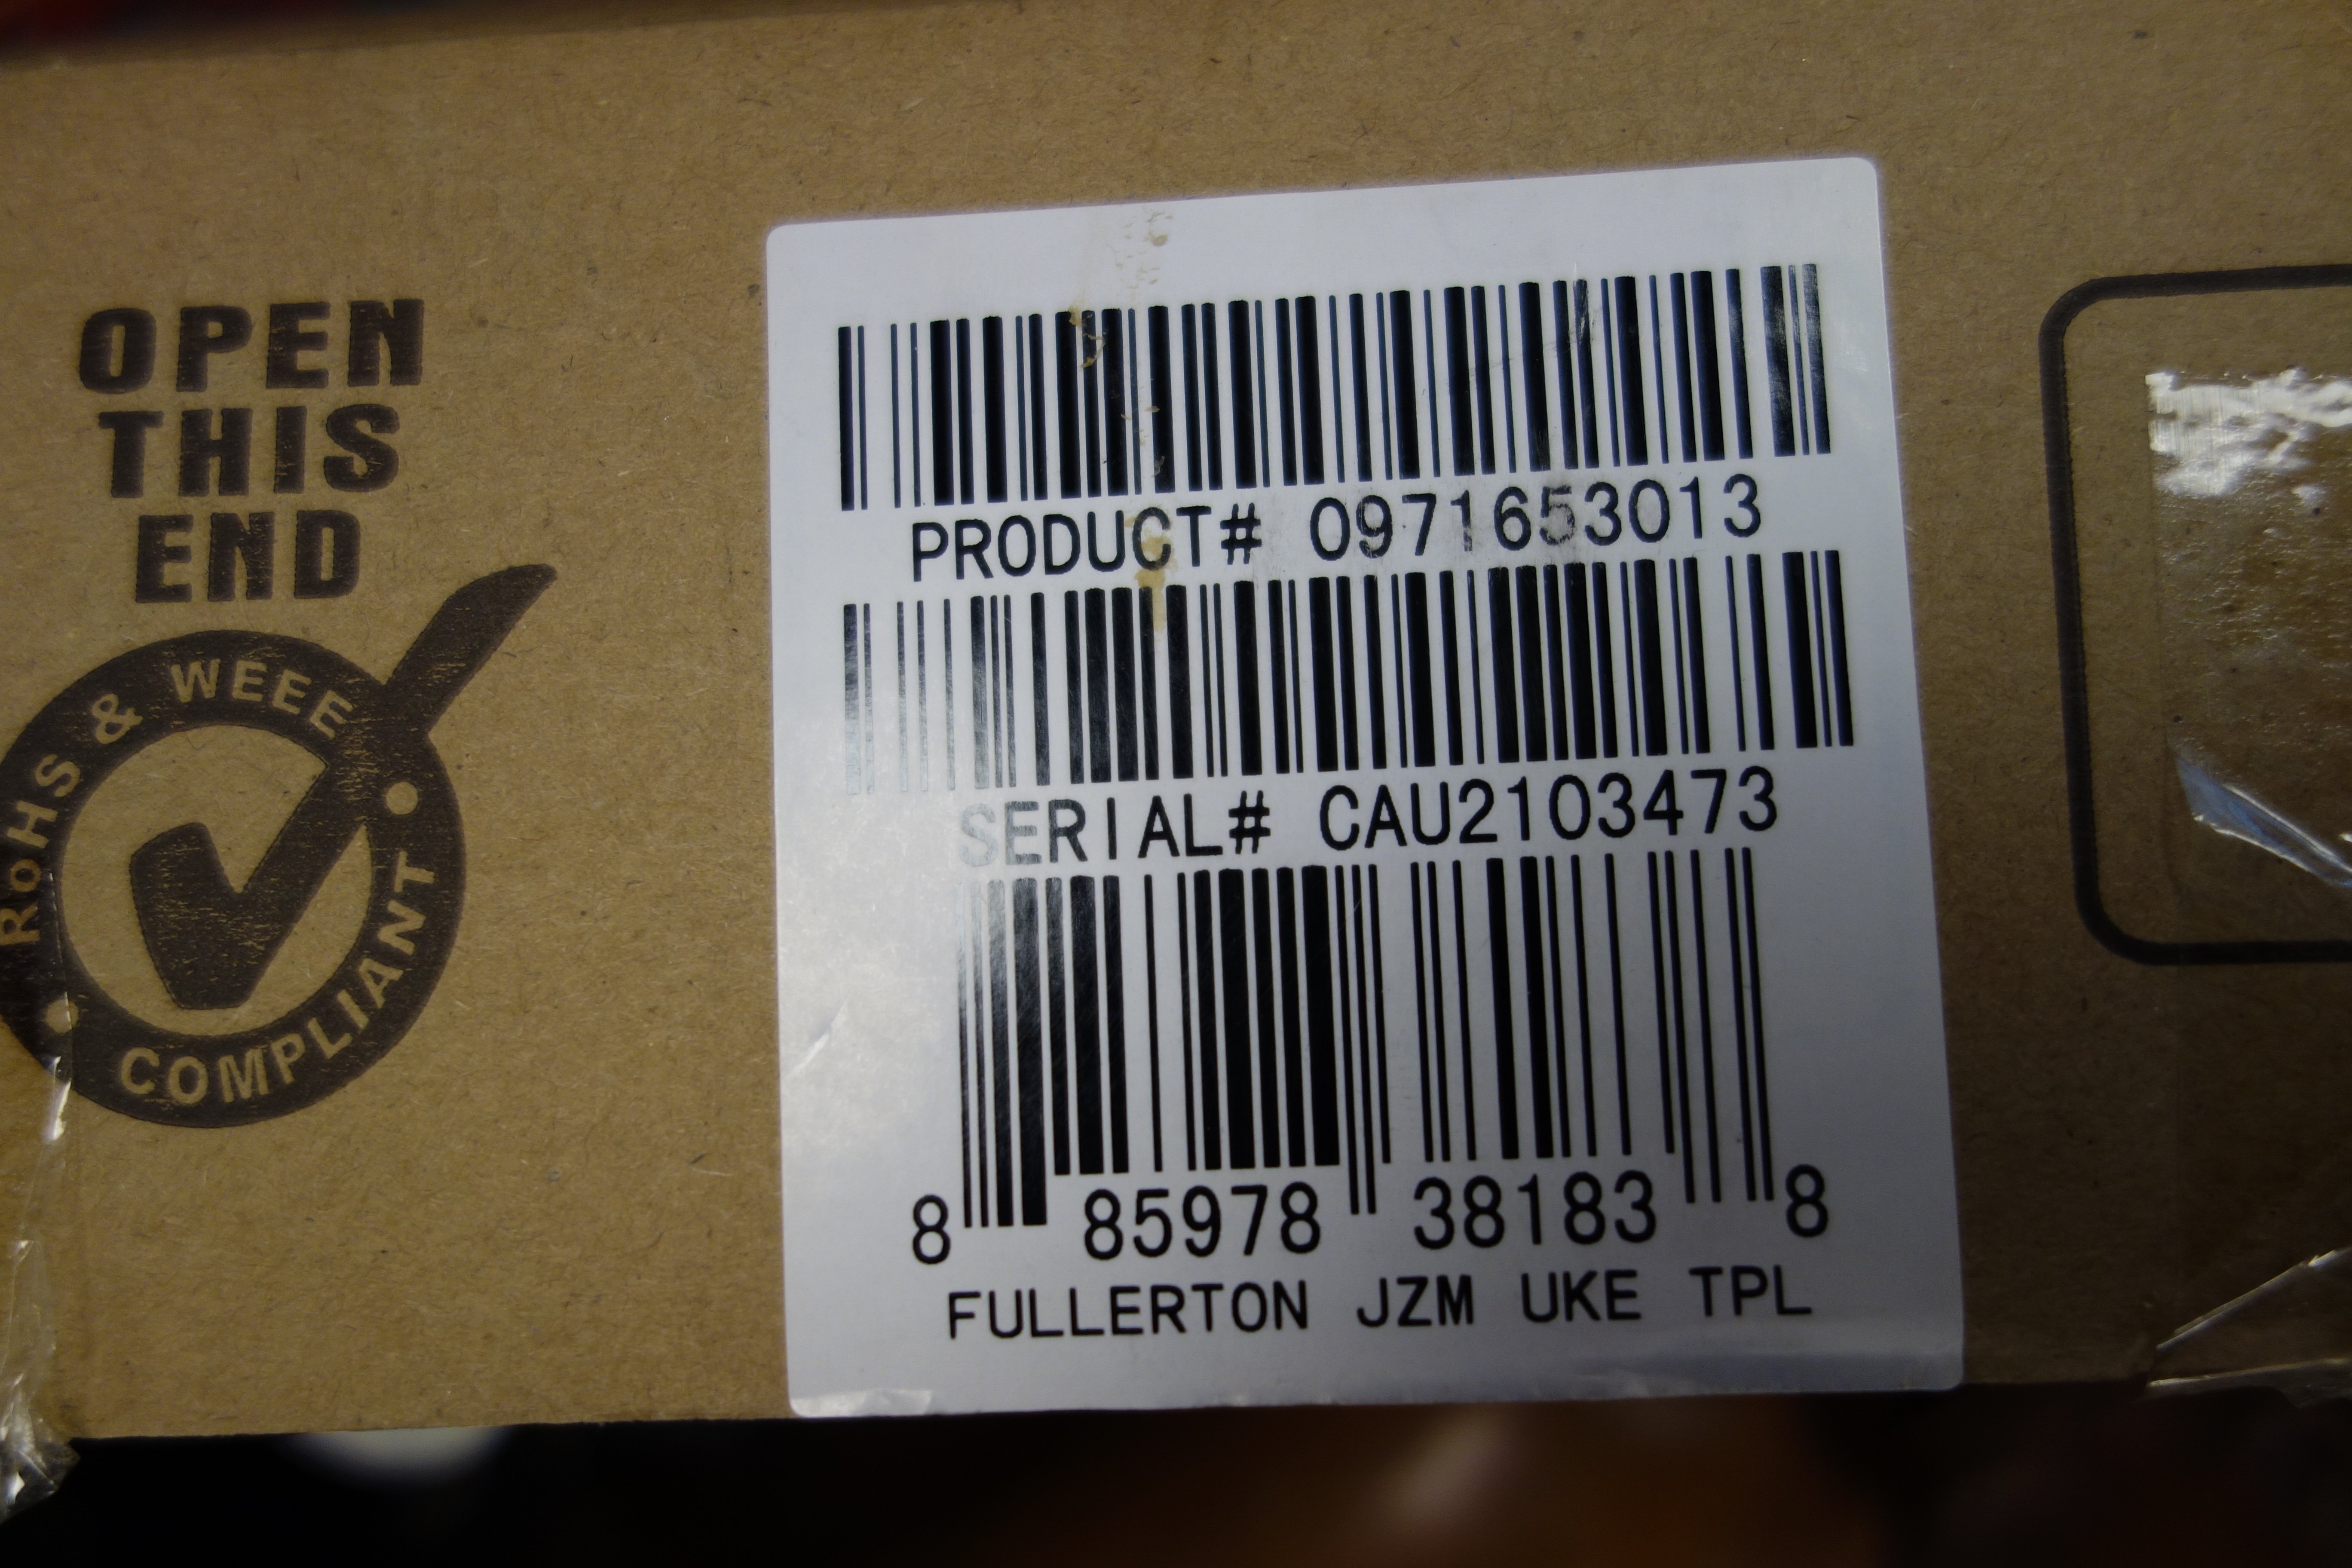 OPEN
THIS
END
RoHS & WEEE
COMPLIANT
PRODUCT# 0971653013
SERIAL# CAU2103473
8 85978 38183 8
FULLERTON JZM UKE TPL